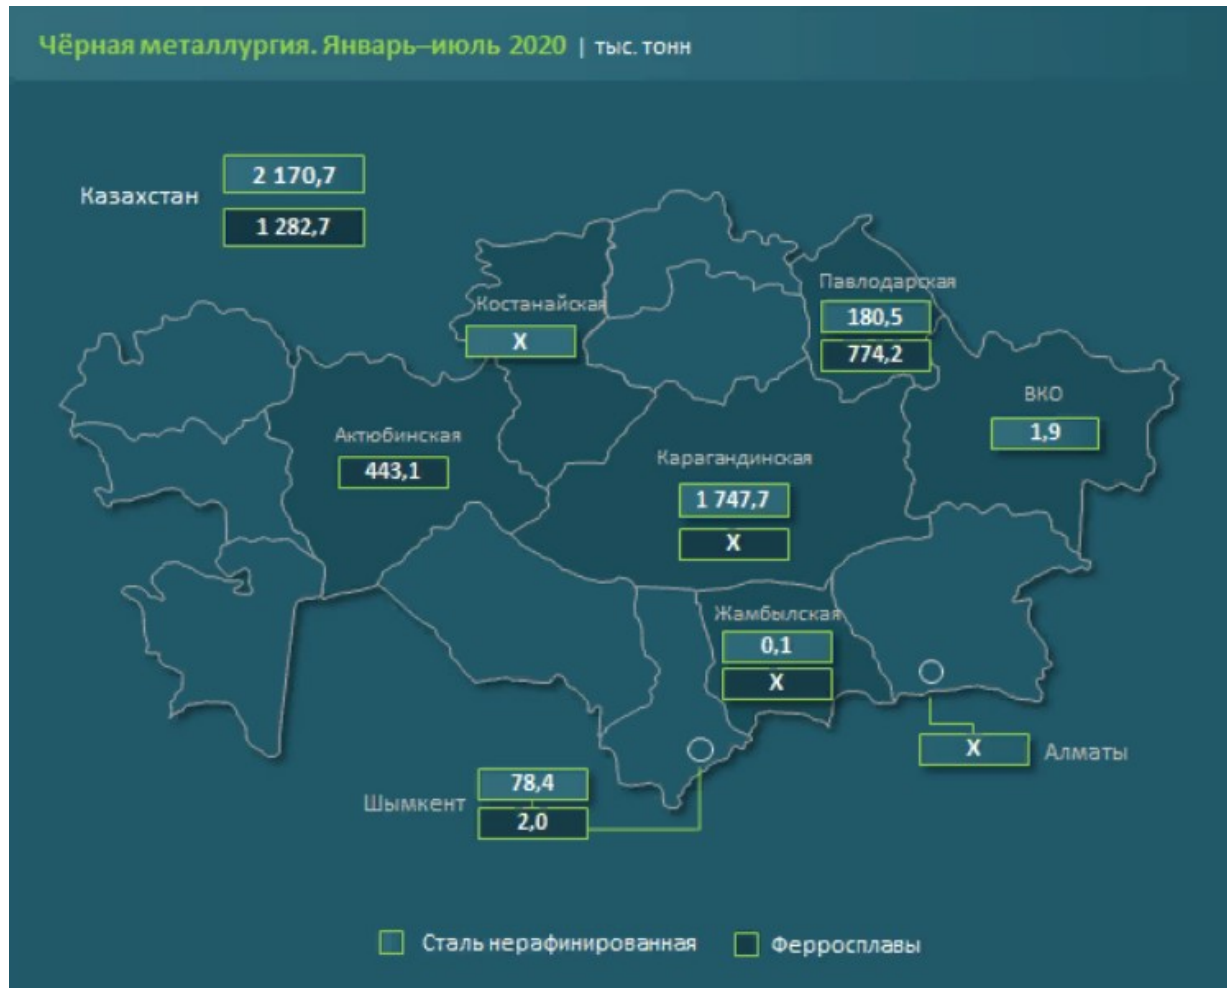 Чёрная металлургия. Январь–июль 2020 | тыс. тонн
Казахстан
2 170,7
1 282,7
Костанайская
X
Павлодарская
180,5
774,2
ВКО
1,9
Актюбинская
443,1
Карагандинская
1 747,7
X
Жамбылская
0,1
X
X
Алматы
Шымкент
78,4
2,0
Сталь нерафинированная
Ферросплавы